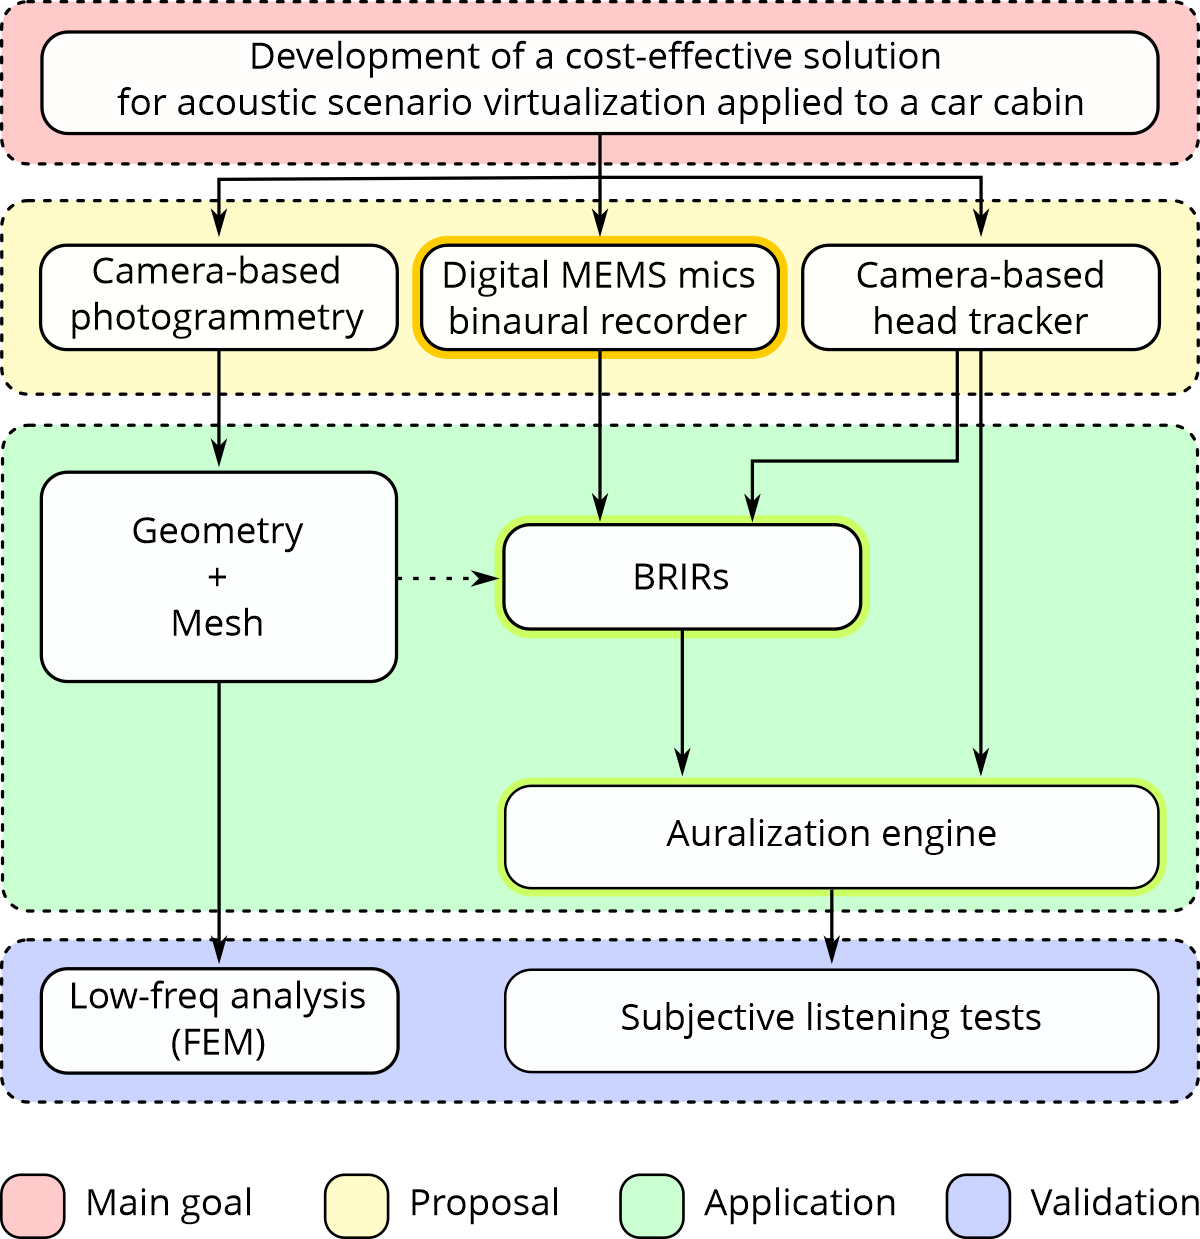 Development of a cost-effective solution
for acoustic scenario virtualization applied to a car cabin
Camera-based
photogrammetry
Digital MEMS mics
binaural recorder
Camera-based
head tracker
Geometry
+
Mesh
BRIRs
Auralization engine
Low-freq analysis
(FEM)
Subjective listening tests
Main goal
Proposal
Application
Validation